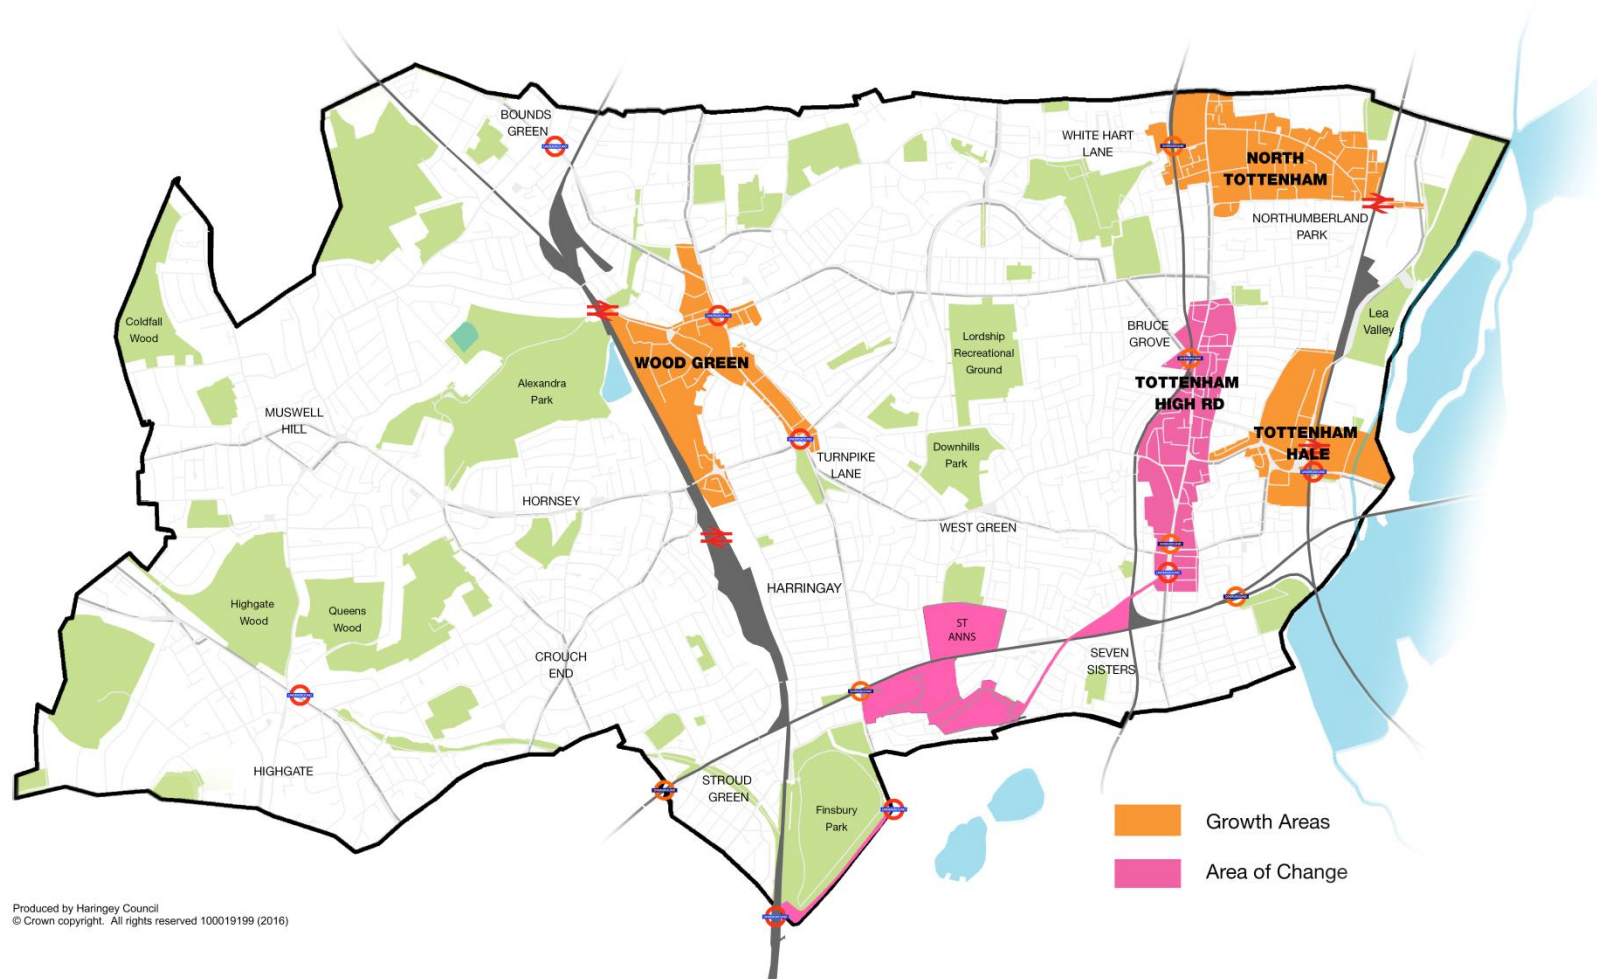 BOUNDS
GREEN
WHITE HART
LANE
NORTH
TOTTENHAM
NORTHUMBERLAND
PARK
Coldfall
Wood
Lea
Valley
BRUCE
GROVE
Lordship
Recreational
Ground
WOOD GREEN
Alexandra
Park
TOTTENHAM
HIGH RD
MUSWELL
HILL
TOTTENHAM
HALE
Downhills
Park
TURNPIKE
LANE
HORNSEY
WEST GREEN
HARRINGAY
Highgate
Wood
Queens
Wood
ST
ANNS
CROUCH
END
SEVEN
SISTERS
HIGHGATE
STROUD
GREEN
Finsbury
Park
Growth Areas
Area of Change
Produced by Haringey Council
© Crown copyright. All rights reserved 100019199 (2016)